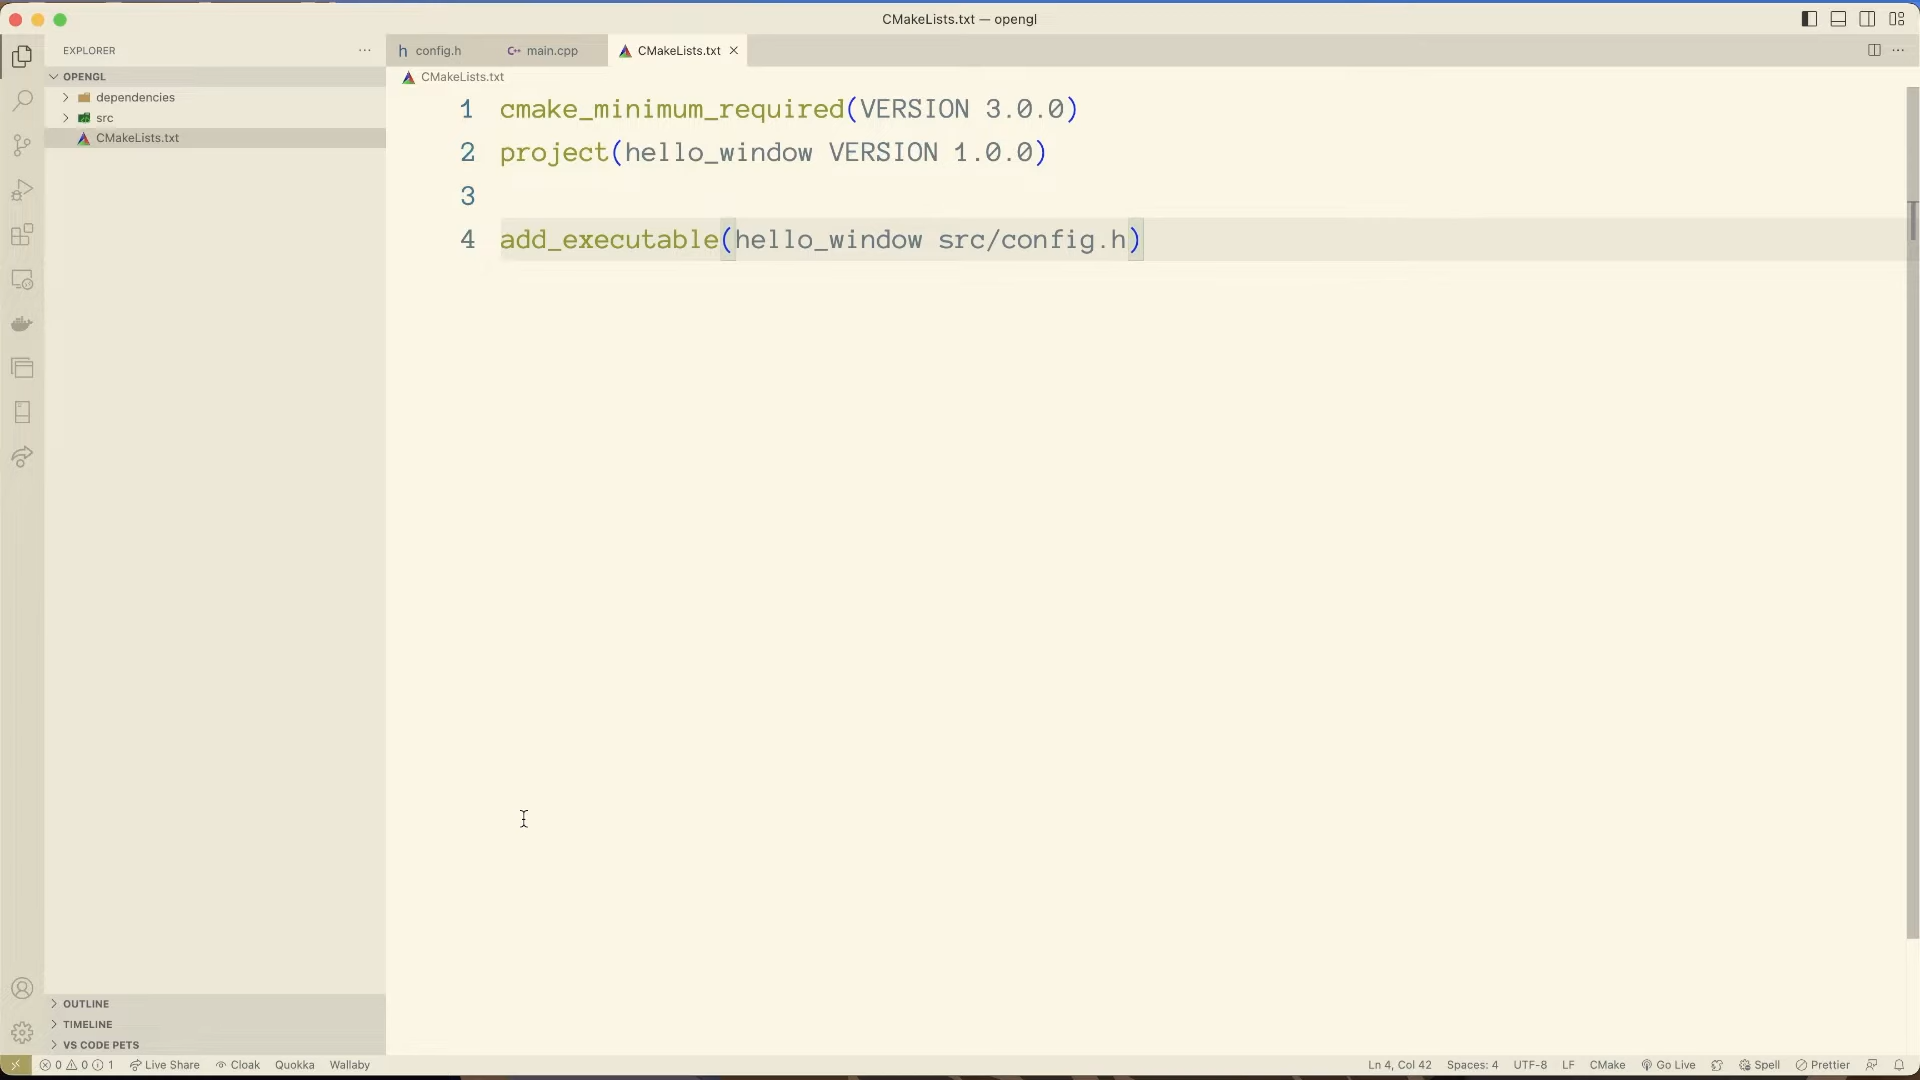 CMakeLists.txt — opengl
EXPLORER
OPENGL
dependencies
src
CMakeLists.txt
config.h
main.cpp
CMakeLists.txt
CMakeLists.txt
1 cmake_minimum_required(VERSION 3.0.0)
2 project(hello_window VERSION 1.0.0)
3
4 add_executable(hello_window src/config.h)
OUTLINE
TIMELINE
VS CODE PETS
0 0 1 Live Share Cloak Quokka Wallaby Ln 4, Col 42 Spaces: 4 UTF-8 LF CMake Go Live Spell Prettier